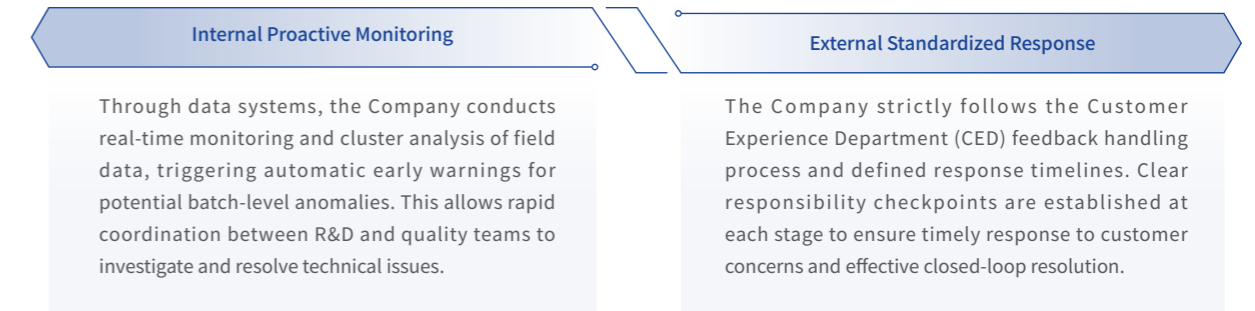 Internal Proactive Monitoring
Through data systems, the Company conducts
real-time monitoring and cluster analysis of field
data, triggering automatic early warnings for
potential batch-level anomalies. This allows rapid
coordination between R&D and quality teams to
investigate and resolve technical issues.
External Standardized Response
The Company strictly follows the Customer
Experience Department (CED) feedback handling
process and defined response timelines. Clear
responsibility checkpoints are established at
each stage to ensure timely response to customer
concerns and effective closed-loop resolution.